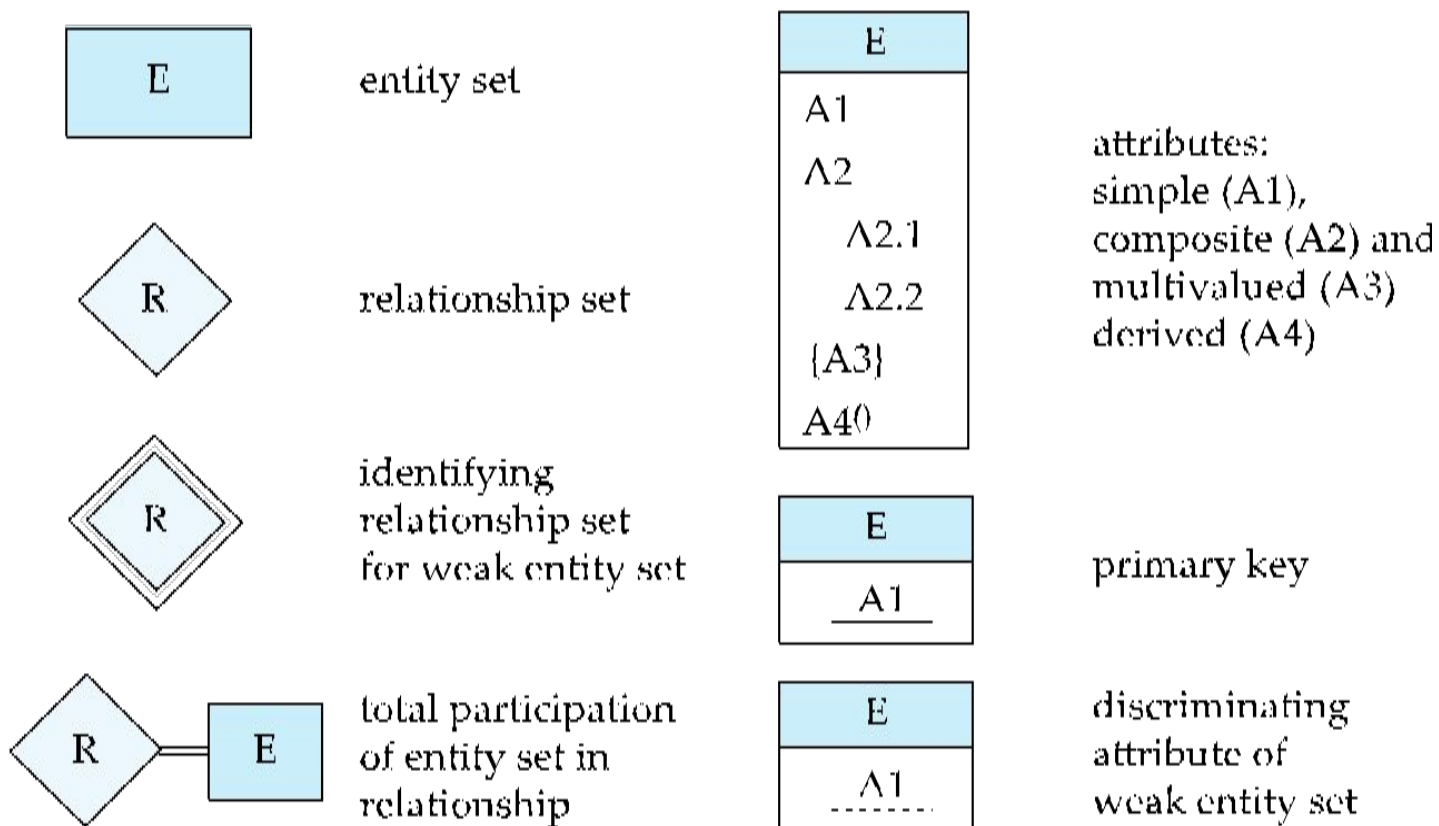 E
entity set
R
relationship set
R
identifying
relationship set
for weak entity set
R
E
total participation
of entity set in
relationship
E
A1
A2
A2.1
A2.2
{A3}
A4()
attributes:
simple (A1),
composite (A2) and
multivalued (A3)
derived (A4)
E
A1
primary key
E
A1
discriminating
attribute of
weak entity set